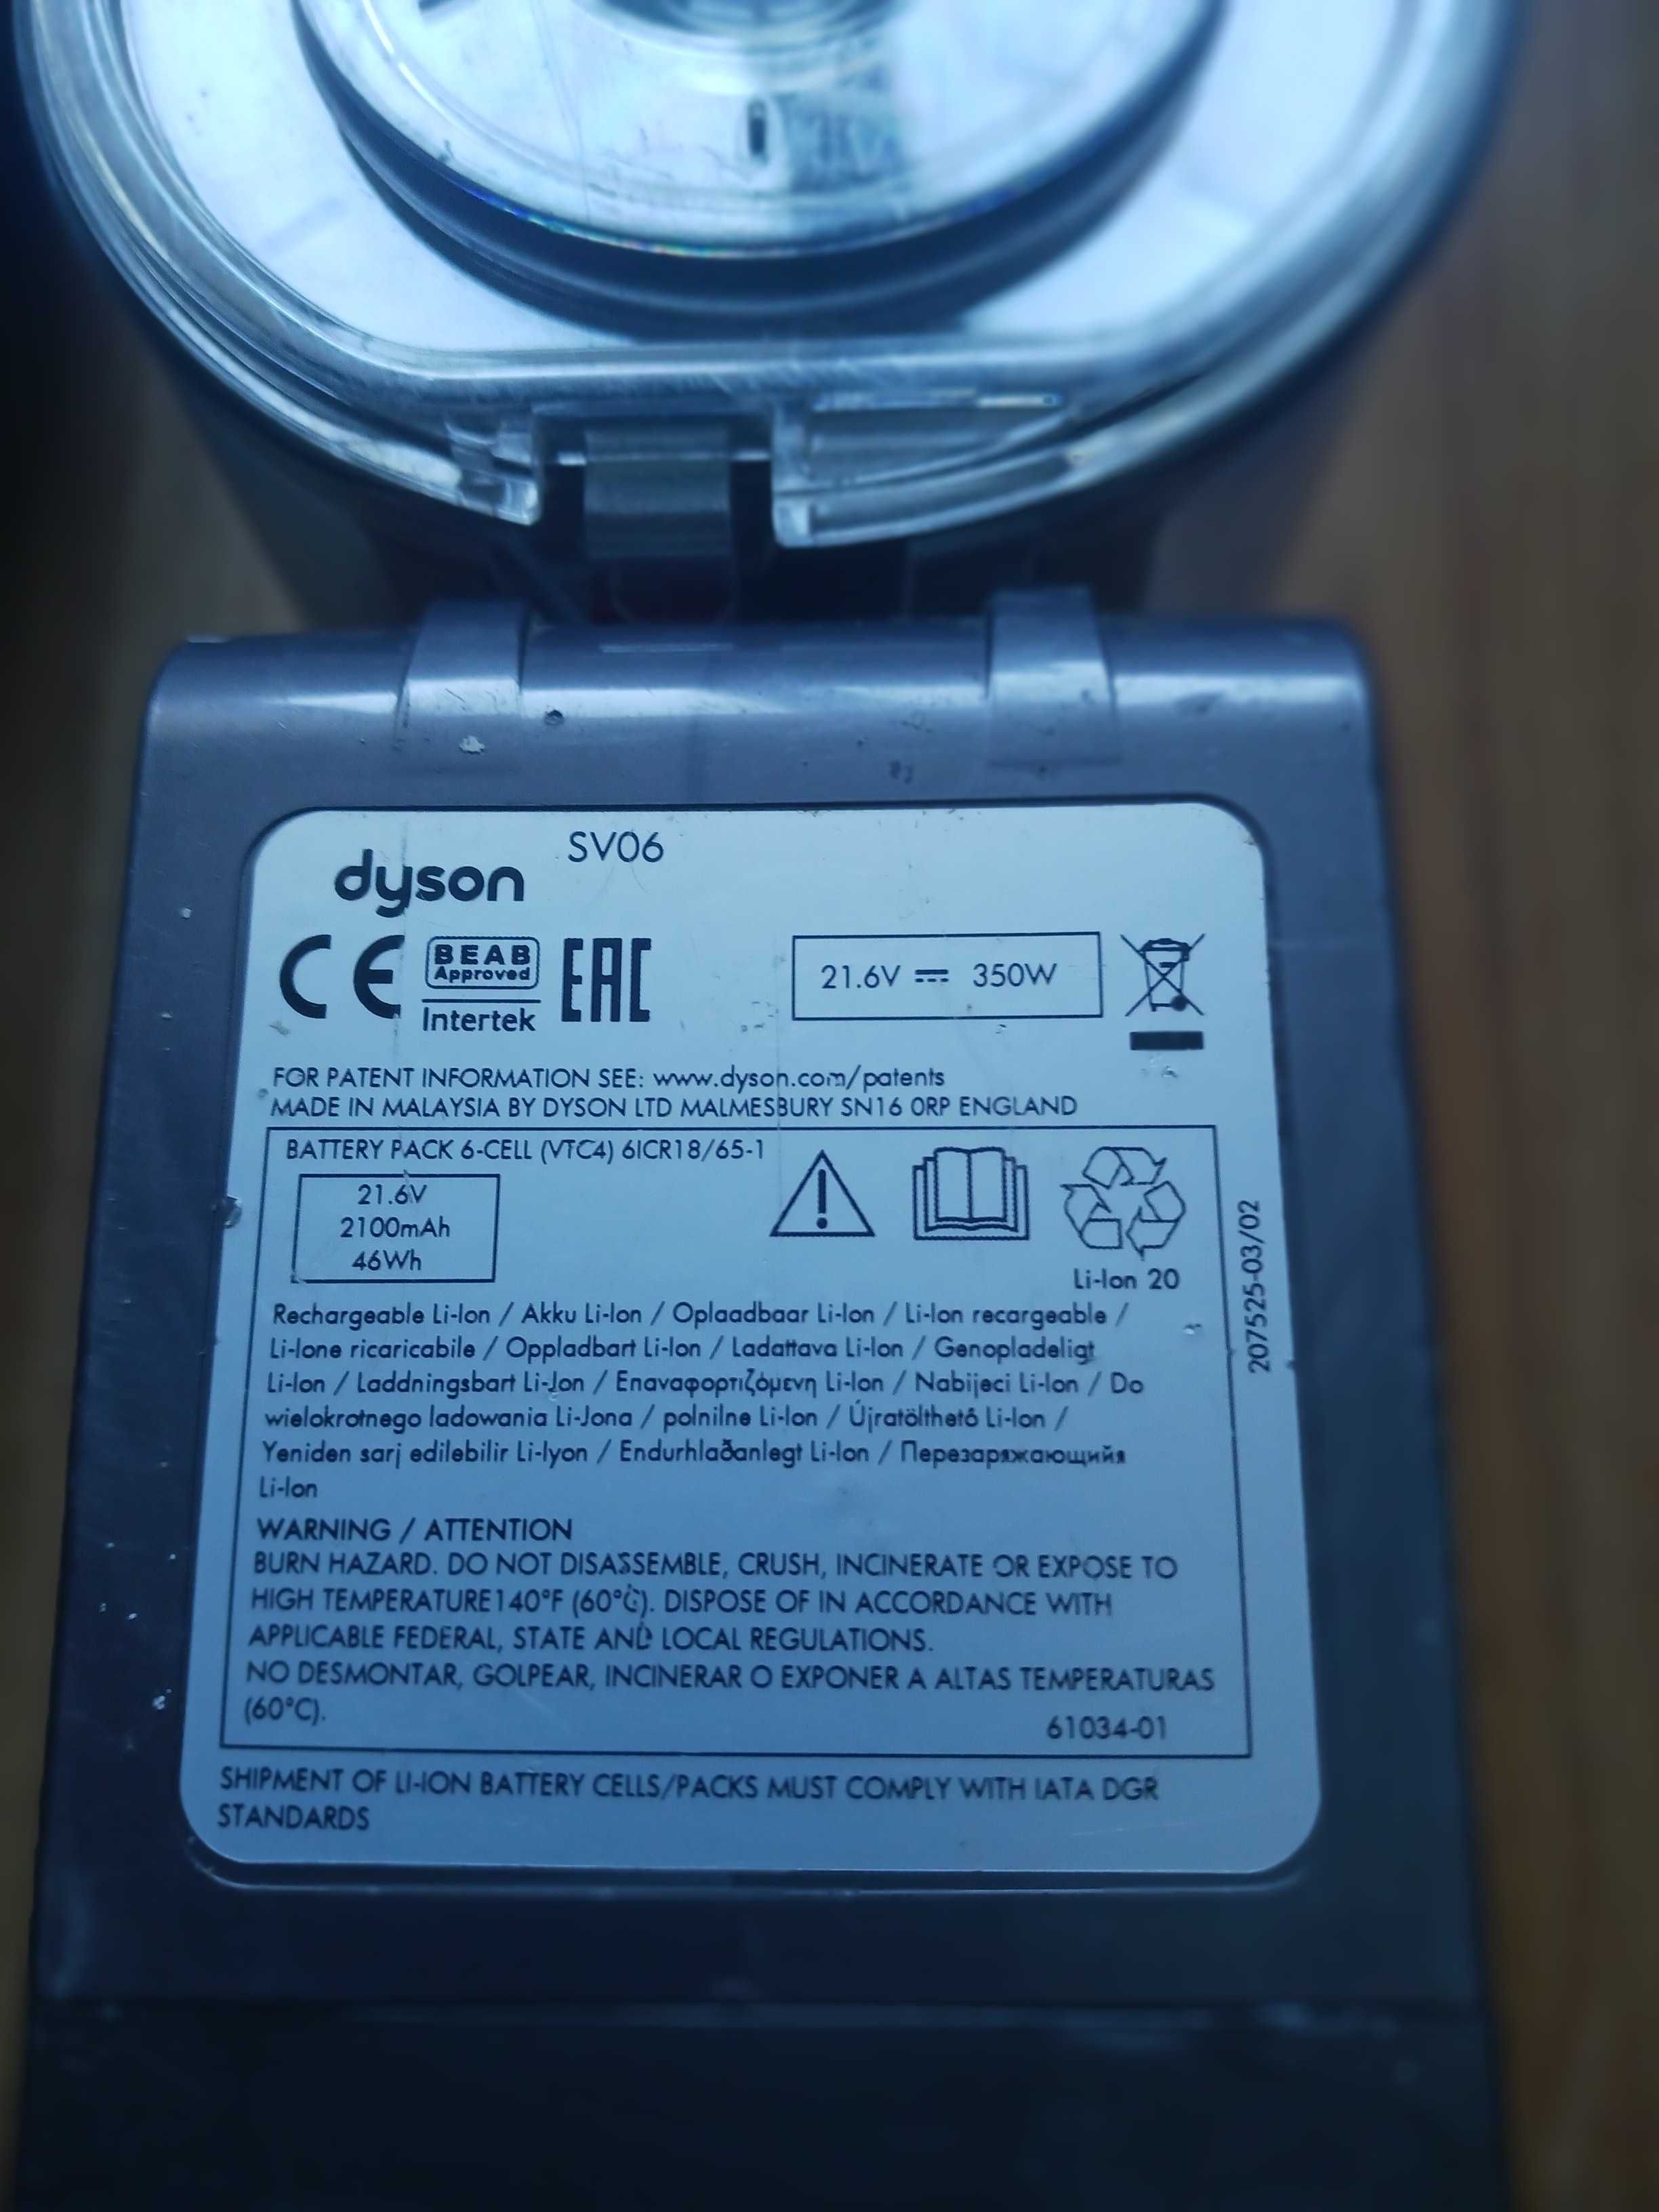 SV06
dyson
CE BEAB Approved Intertek EAC
21.6V 350W
FOR PATENT INFORMATION SEE: www.dyson.com/patents
MADE IN MALAYSIA BY DYSON LTD MALMESBURY SN16 0RP ENGLAND
BATTERY PACK 6-CELL (VTC4) 6ICR18/65-1
21.6V
2100mAh
46Wh
Li-Ion 20
207525-03/02
Rechargeable Li-Ion / Akku Li-Ion / Oplaadbaar Li-Ion / Li-Ion recargeable /
Li-Ione ricaricabile / Oppladbart Li-Ion / Ladattava Li-Ion / Genopladeligt
Li-Ion / Laddningsbart Li-Jon / Επαναφορτιζόμενη Li-Ion / Nabijeci Li-Ion / Do
wielokrotnego ladowania Li-Jona / polnilne Li-Ion / Újratölthető Li-Ion /
Yeniden sarj edilebilir Li-Iyon / Endurhlaðanlegt Li-Ion / Перезаряжающийя
Li-Ion
WARNING / ATTENTION
BURN HAZARD. DO NOT DISASSEMBLE, CRUSH, INCINERATE OR EXPOSE TO
HIGH TEMPERATURE140°F (60°C). DISPOSE OF IN ACCORDANCE WITH
APPLICABLE FEDERAL, STATE AND LOCAL REGULATIONS.
NO DESMONTAR, GOLPEAR, INCINERAR O EXPONER A ALTAS TEMPERATURAS
(60°C).
61034-01
SHIPMENT OF LI-ION BATTERY CELLS/PACKS MUST COMPLY WITH IATA DGR
STANDARDS